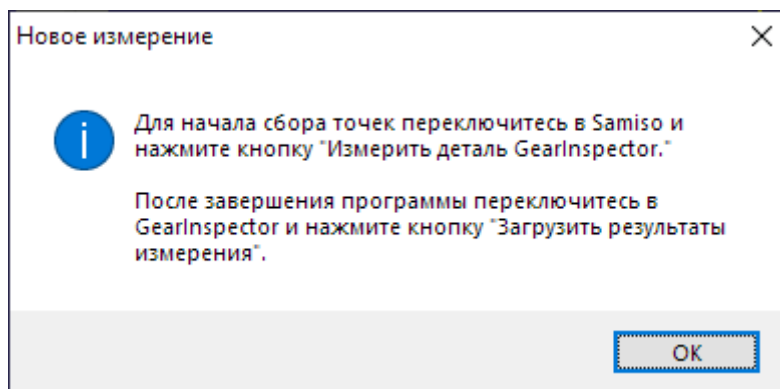 Новое измерение
Для начала сбора точек переключитесь в Samiso и
нажмите кнопку "Измерить деталь GearInspector."
После завершения программы переключитесь в
GearInspector и нажмите кнопку "Загрузить результаты
измерения".
OK